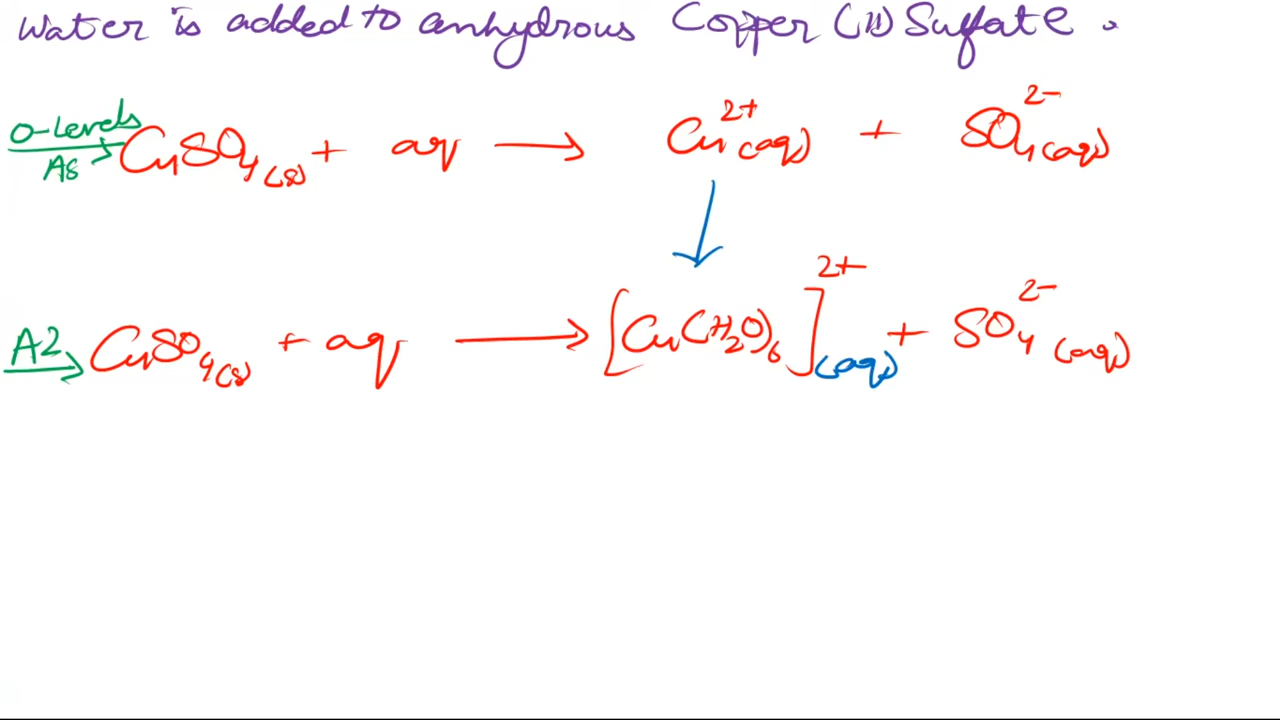 Water is added to anhydrous Copper (II) Sulfate .
O-Levels
AS
CuSO₄(s) + aq → Cu²⁺(aq) + SO₄²⁻(aq)
A2 CuSO₄(s) + aq → [Cu(H₂O)₆]²⁺(aq) + SO₄²⁻(aq)